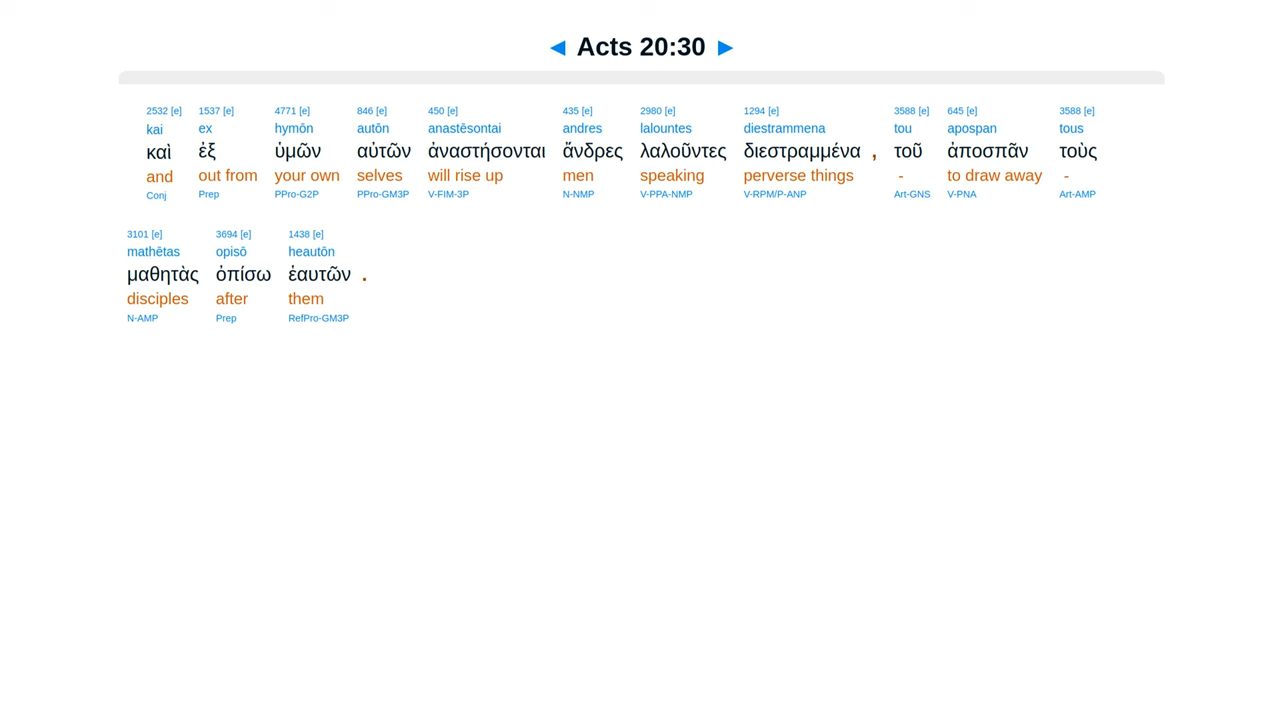 ◄ Acts 20:30 ►
2532 [e] 1537 [e] 4771 [e] 846 [e] 450 [e] 435 [e] 2980 [e] 1294 [e] 3588 [e] 645 [e] 3588 [e]
kai ex hymōn autōn anastēsontai andres lalountes diestrammena tou apospan tous
καὶ ἐξ ὑμῶν αὐτῶν ἀναστήσονται ἄνδρες λαλοῦντες διεστραμμένα , τοῦ ἀποσπᾶν τοὺς
and out from your own selves will rise up men speaking perverse things - to draw away -
Conj Prep PPro-G2P PPro-GM3P V-FIM-3P N-NMP V-PPA-NMP V-RPM/P-ANP Art-GNS V-PNA Art-AMP
3101 [e] 3694 [e] 1438 [e]
mathētas opisō heautōn
μαθητὰς ὀπίσω ἑαυτῶν .
disciples after them
N-AMP Prep RefPro-GM3P